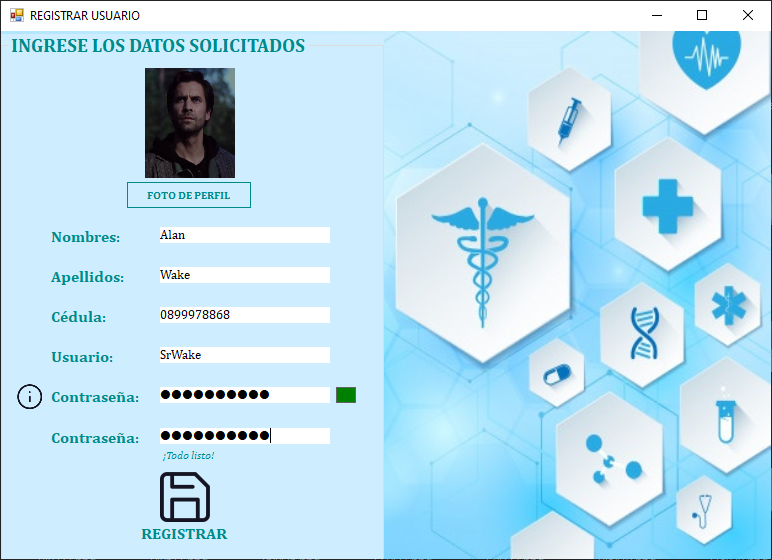 REGISTRAR USUARIO
INGRESE LOS DATOS SOLICITADOS
FOTO DE PERFIL
Nombres: Alan
Apellidos: Wake
Cédula: 0899978868
Usuario: SrWake
Contraseña: ●●●●●●●●●●
Contraseña: ●●●●●●●●●●
¡Todo listo!
REGISTRAR